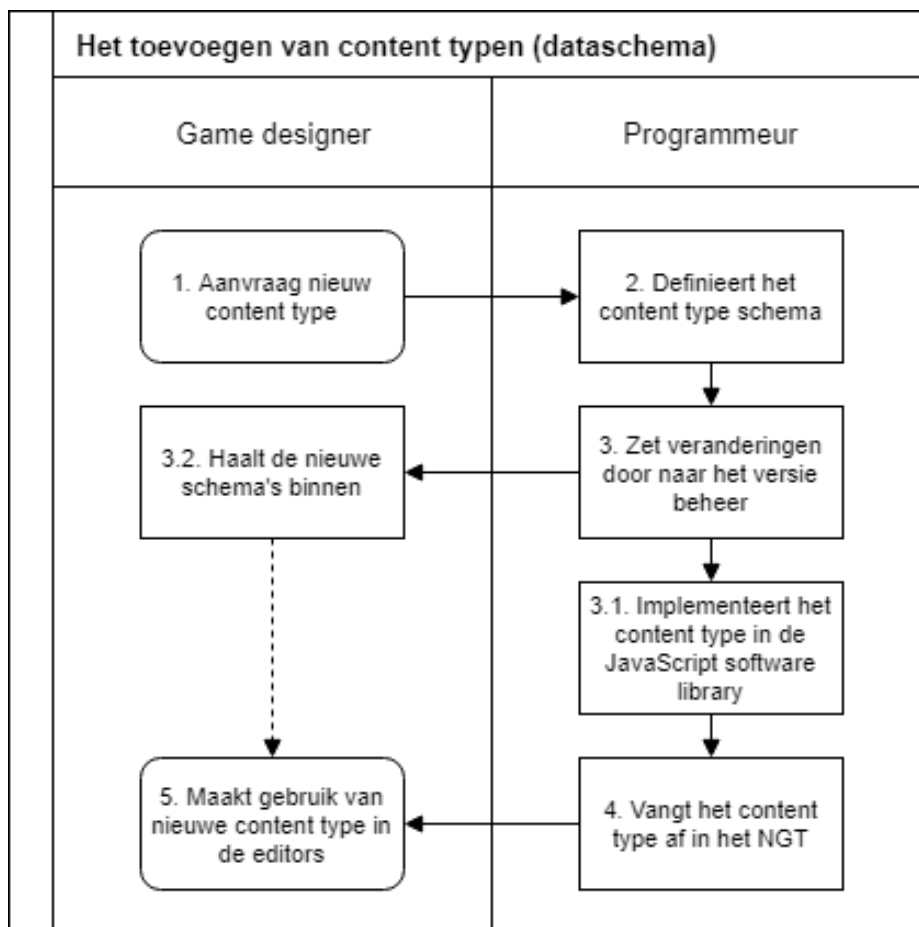 Het toevoegen van content typen (dataschema)
Game designer
Programmeur
1. Aanvraag nieuw
content type
2. Definieert het
content type schema
3.2. Haalt de nieuwe
schema's binnen
3. Zet veranderingen
door naar het versie
beheer
3.1. Implementeert het
content type in de
JavaScript software
library
5. Maakt gebruik van
nieuwe content type in
de editors
4. Vangt het content
type af in het NGT